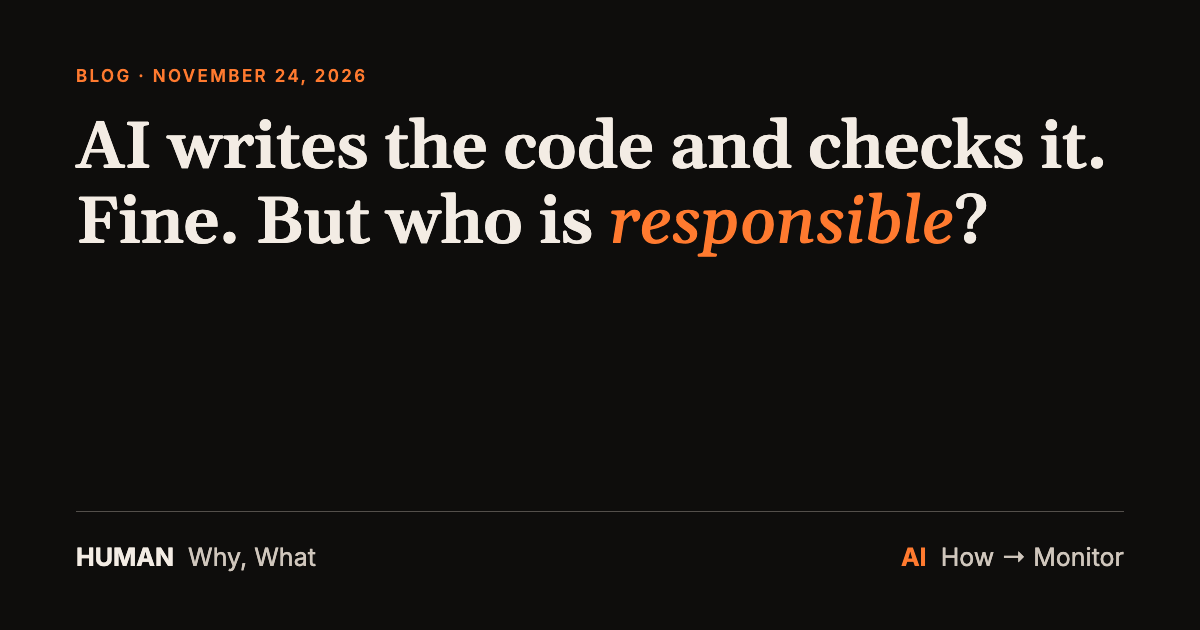 BLOG · NOVEMBER 24, 2026
AI writes the code and checks it.
Fine. But who is responsible?
HUMAN Why, What
AI How → Monitor